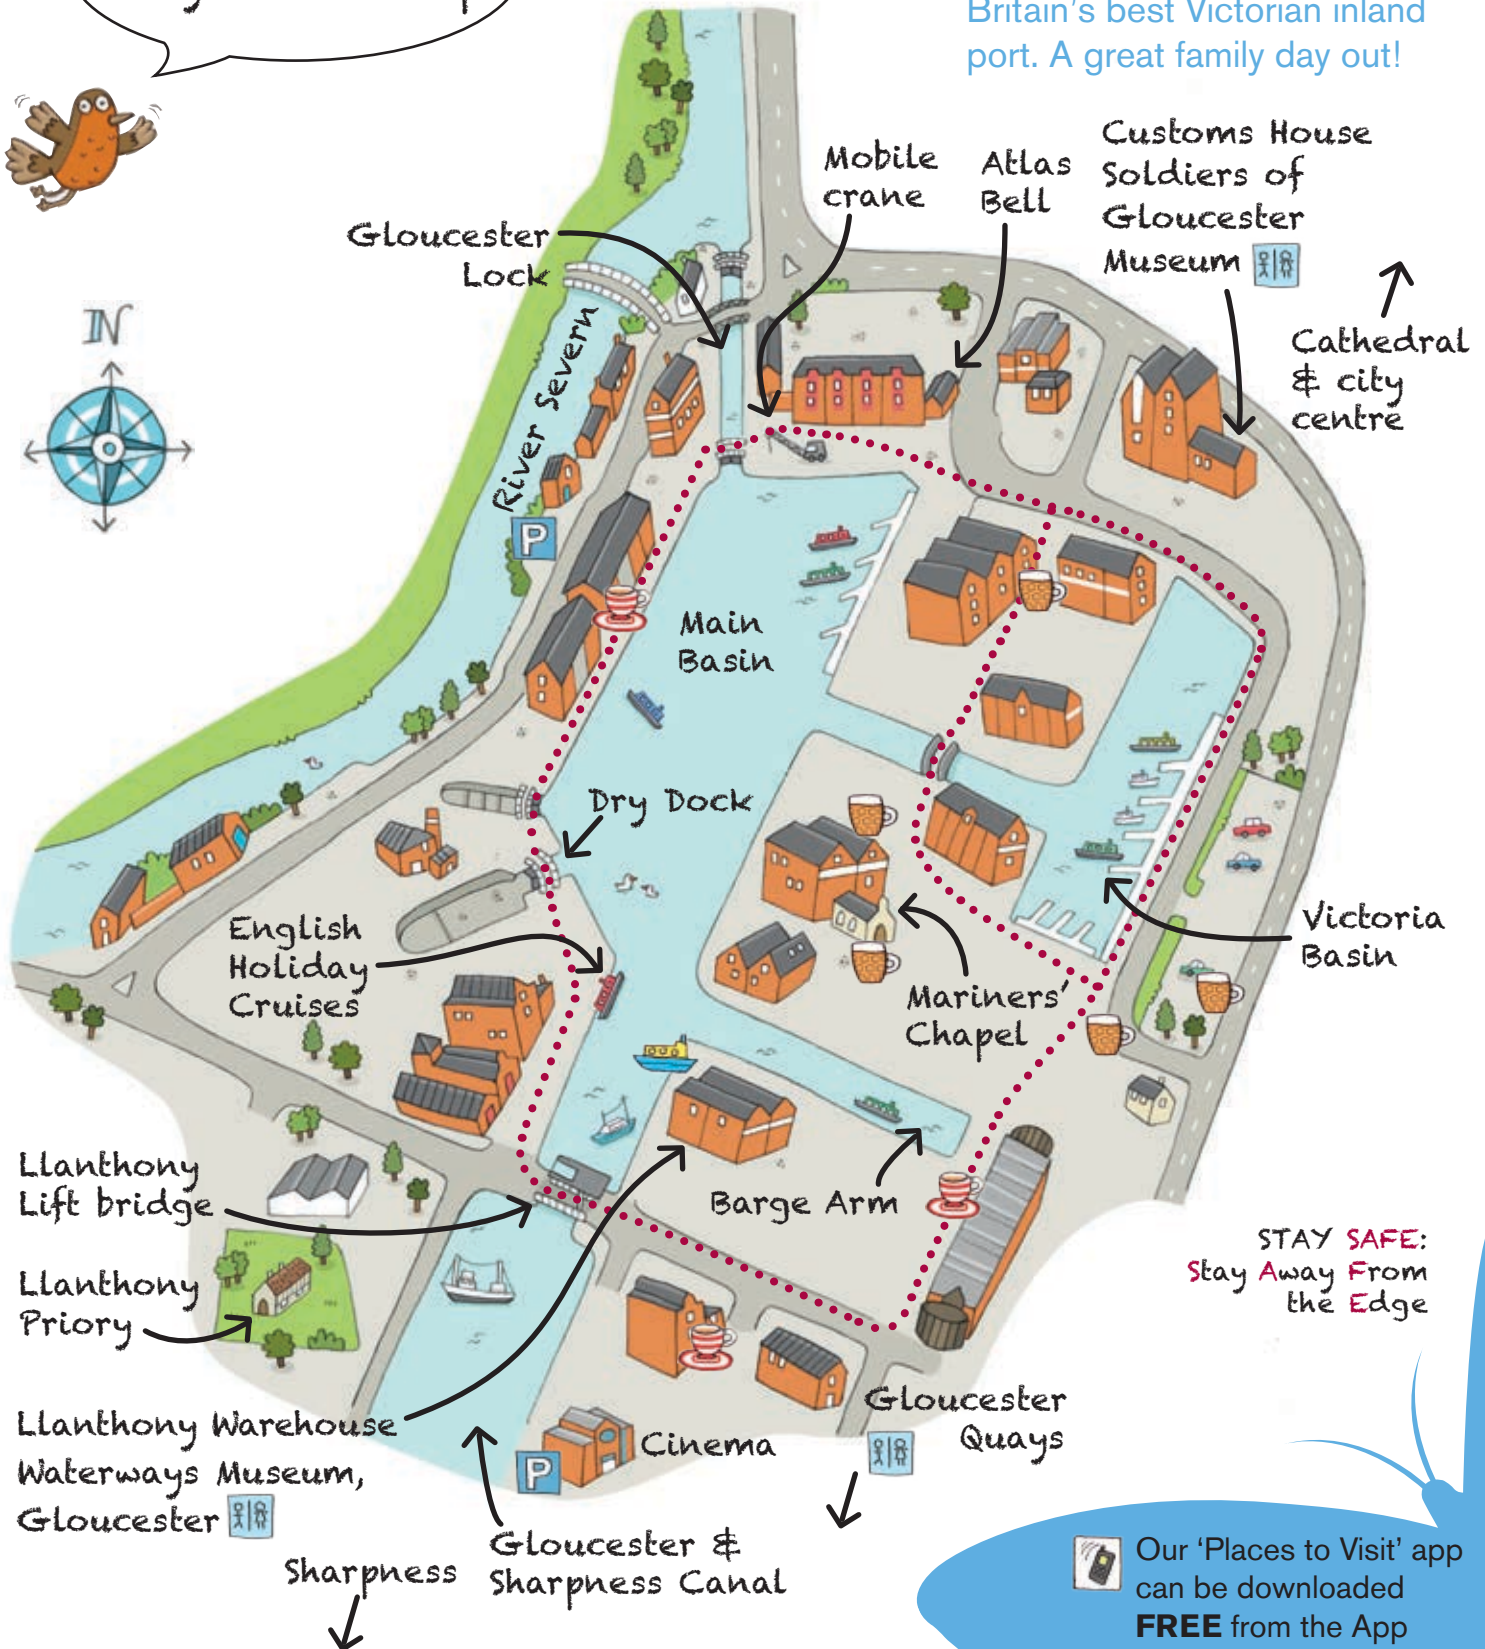 Britain's best Victorian inland
port. A great family day out!
Mobile
crane
Atlas
Bell
Customs House
Soldiers of
Gloucester
Museum
Gloucester
Lock
Cathedral
& city
centre
N
River Severn
P
Main
Basin
Dry Dock
English
Holiday
Cruises
Victoria
Basin
Mariners'
Chapel
Llanthony
Lift bridge
Barge Arm
STAY SAFE:
Stay Away From
the Edge
Llanthony
Priory
Llanthony Warehouse
Waterways Museum,
Gloucester
Gloucester
Quays
Cinema
P
Sharpness
Gloucester &
Sharpness Canal
Our 'Places to Visit' app
can be downloaded
FREE from the App